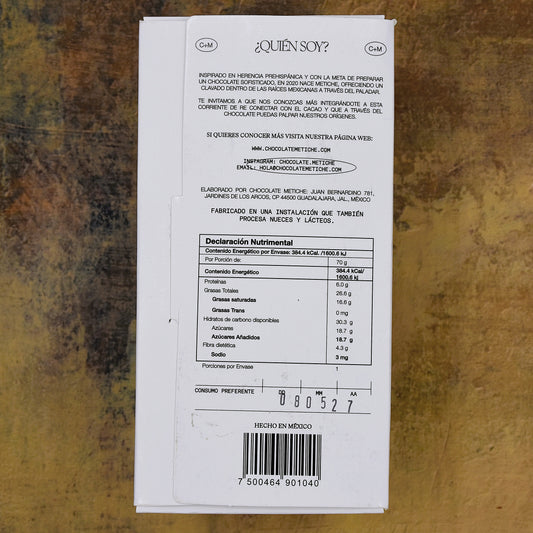 C+M ¿QUIÉN SOY? C+M
INSPIRADO EN HERENCIA PREHISPÁNICA Y CON LA META DE PREPARAR
UN CHOCOLATE SOFISTICADO, EN 2020 NACE METICHE, OFRECIENDO UN
CLAVADO DENTRO DE LAS RAÍCES MEXICANAS A TRAVÉS DEL PALADAR.
TE INVITAMOS A QUE NOS CONOZCAS MÁS INTEGRÁNDOTE A ESTA
CORRIENTE DE RE CONECTAR CON EL CACAO Y QUE A TRAVÉS DEL
CHOCOLATE PUEDAS PALPAR NUESTROS ORÍGENES.
SI QUIERES CONOCER MÁS VISITA NUESTRA PÁGINA WEB:
WWW.CHOCOLATEMETICHE.COM
INSTAGRAM: CHOCOLATE.METICHE
EMAIL: HOLA@CHOCOLATEMETICHE.COM
ELABORADO POR CHOCOLATE METICHE: JUAN BERNARDINO 781,
JARDINES DE LOS ARCOS, CP 44500 GUADALAJARA, JAL., MÉXICO
FABRICADO EN UNA INSTALACIÓN QUE TAMBIÉN
PROCESA NUECES Y LÁCTEOS.
Declaración Nutrimental
Contenido Energético por Envase: 384.4 kCal. /1600.6 kJ
Por Porción de: 70 g
Contenido Energético 384.4 kCal/
1600.6 kj
Proteínas 6.0 g
Grasas Totales 26.6 g
Grasas saturadas 16.6 g
Grasas Trans 0 mg
Hidratos de carbono disponibles 30.3 g
Azúcares 18.7 g
Azúcares Añadidos 18.7 g
Fibra dietética 4.3 g
Sodio 3 mg
Porciones por Envase 1
CONSUMO PREFERENTE DD MM AA
080527
HECHO EN MÉXICO
7 500464 901040